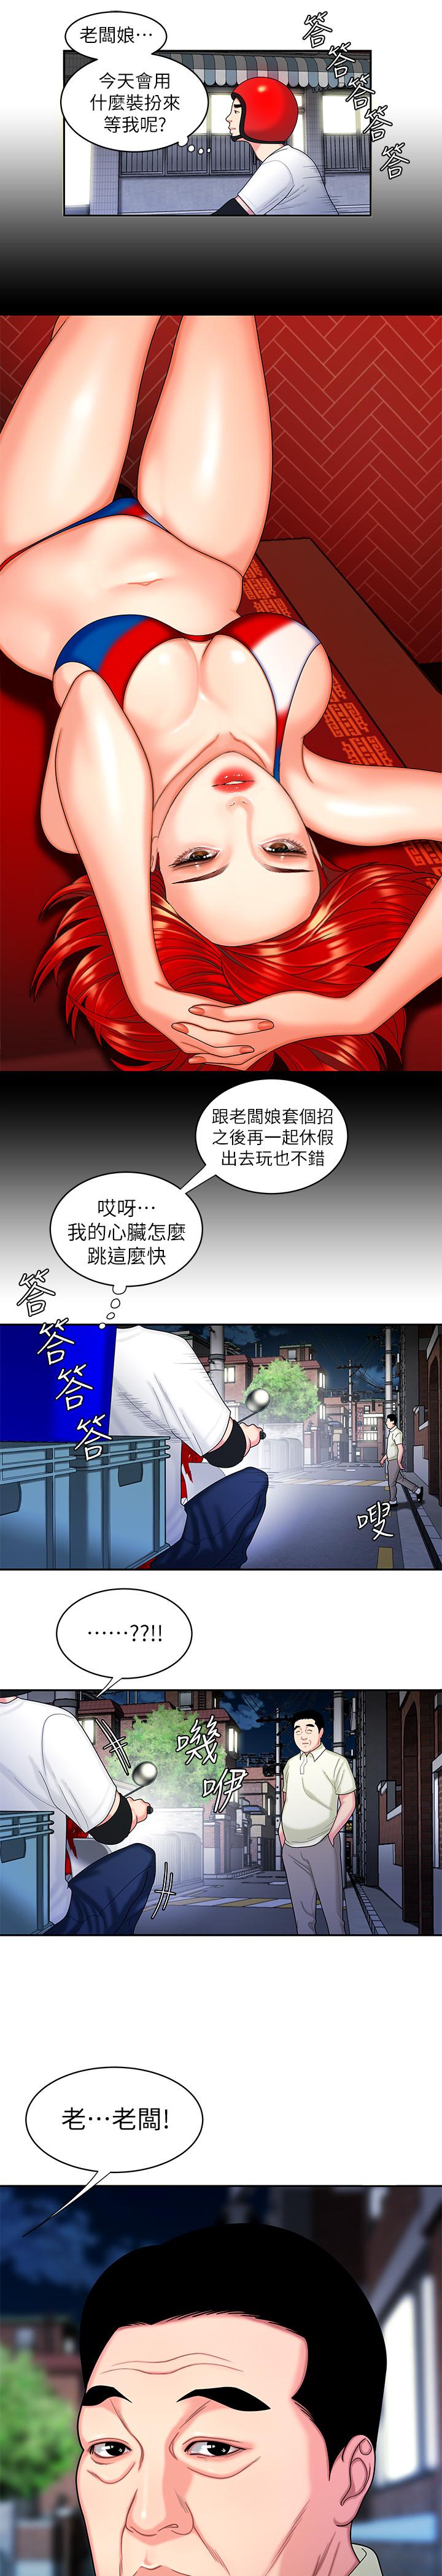 老闆娘⋯
今天會用
什麼裝扮來
等我呢?
答
答
答
答
答
跟老闆娘套個招
之後再一起休假
出去玩也不錯
哎呀⋯
我的心臟怎麼
跳這麼快
答
答
答
答
嗖
⋯⋯??!!
嘰
咿
老⋯老闆!